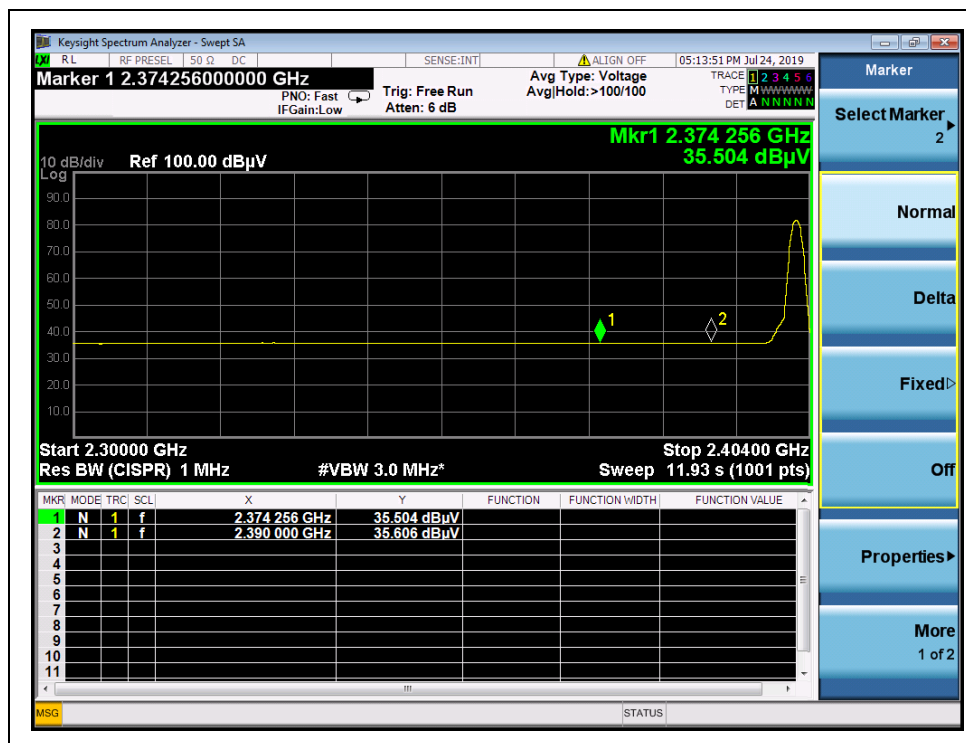 Keysight Spectrum Analyzer - Swept SA
LXI RL RF PRESEL 50 Ω DC SENSE:INT ALIGN OFF 05:13:51 PM Jul 24, 2019
Marker 1 2.374256000000 GHz
PNO: Fast
IFGain:Low
Trig: Free Run
Atten: 6 dB
Avg Type: Voltage
Avg|Hold:>100/100
TRACE 1 2 3 4 5 6
TYPE M W W W W W
DET A N N N N N
Mkr1 2.374 256 GHz
35.504 dBµV
10 dB/div Ref 100.00 dBµV
Log
90.0
80.0
70.0
60.0
50.0
40.0
30.0
20.0
10.0
1
2
Start 2.30000 GHz Stop 2.40400 GHz
Res BW (CISPR) 1 MHz #VBW 3.0 MHz* Sweep 11.93 s (1001 pts)
MKR MODE TRC SCL X Y FUNCTION FUNCTION WIDTH FUNCTION VALUE
1 N 1 f 2.374 256 GHz 35.504 dBµV
2 N 1 f 2.390 000 GHz 35.606 dBµV
3
4
5
6
7
8
9
10
11
MSG STATUS
Marker
Select Marker
2
Normal
Delta
Fixed
Off
Properties
More
1 of 2